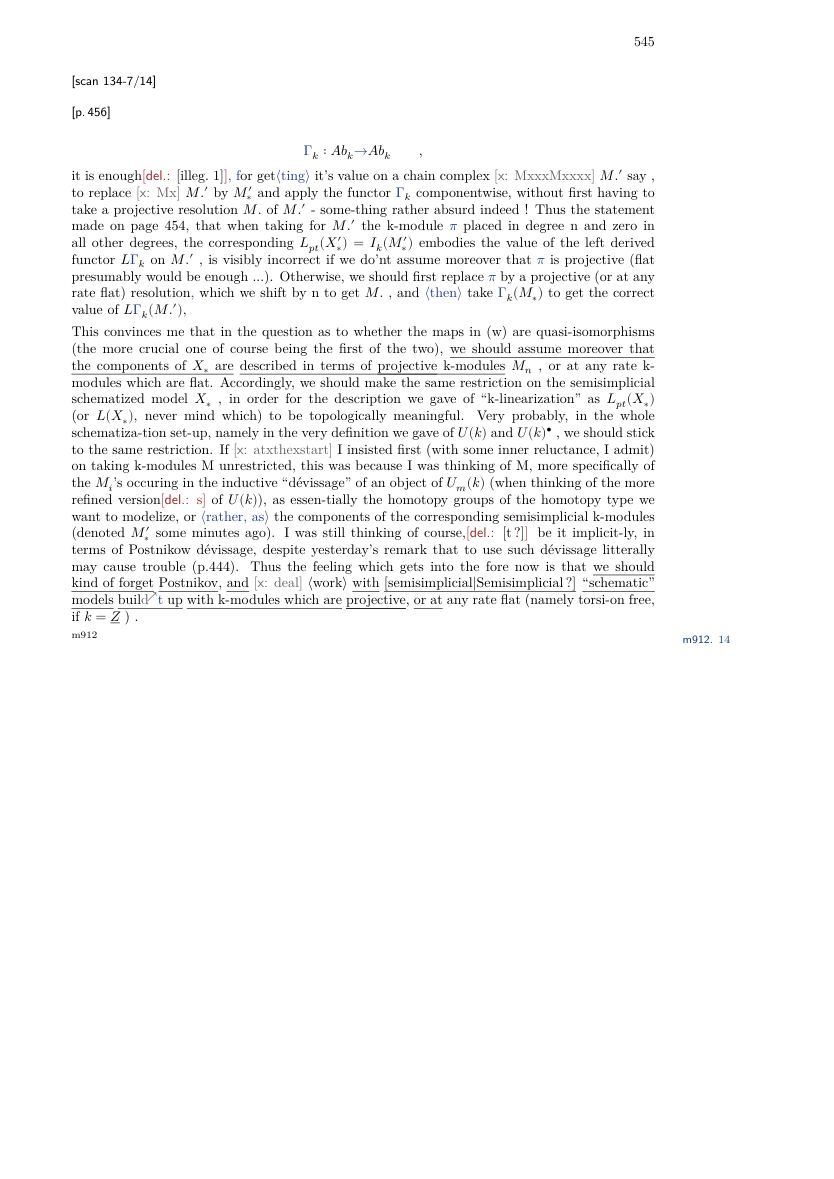 545
[scan 134-7/14]
[p. 456]
Γₖ : Abₖ→Abₖ ,
it is enough[del.: [illeg. 1]], for get⟨ting⟩ it's value on a chain complex [x: MxxxMxxxx] M.′ say ,
to replace [x: Mx] M.′ by M′∗ and apply the functor Γₖ componentwise, without first having to
take a projective resolution M. of M.′ - some-thing rather absurd indeed ! Thus the statement
made on page 454, that when taking for M.′ the k-module π placed in degree n and zero in
all other degrees, the corresponding Lₚₜ(X′∗) = Iₖ(M′∗) embodies the value of the left derived
functor LΓₖ on M.′ , is visibly incorrect if we do'nt assume moreover that π is projective (flat
presumably would be enough ...). Otherwise, we should first replace π by a projective (or at any
rate flat) resolution, which we shift by n to get M. , and ⟨then⟩ take Γₖ(M∗) to get the correct
value of LΓₖ(M.′),
This convinces me that in the question as to whether the maps in (w) are quasi-isomorphisms
(the more crucial one of course being the first of the two), we should assume moreover that
the components of X∗ are described in terms of projective k-modules Mₙ , or at any rate k-
modules which are flat. Accordingly, we should make the same restriction on the semisimplicial
schematized model X∗ , in order for the description we gave of “k-linearization” as Lₚₜ(X∗)
(or L(X∗), never mind which) to be topologically meaningful. Very probably, in the whole
schematiza-tion set-up, namely in the very definition we gave of U(k) and U(k)• , we should stick
to the same restriction. If [x: atxthexstart] I insisted first (with some inner reluctance, I admit)
on taking k-modules M unrestricted, this was because I was thinking of M, more specifically of
the Mᵢ's occuring in the inductive “dévissage” of an object of Uₘ(k) (when thinking of the more
refined version[del.: s] of U(k)), as essen-tially the homotopy groups of the homotopy type we
want to modelize, or ⟨rather, as⟩ the components of the corresponding semisimplicial k-modules
(denoted M′∗ some minutes ago). I was still thinking of course,[del.: [t ?]] be it implicit-ly, in
terms of Postnikow dévissage, despite yesterday's remark that to use such dévissage litterally
may cause trouble (p.444). Thus the feeling which gets into the fore now is that we should
kind of forget Postnikov, and [x: deal] ⟨work⟩ with [semisimplicial|Semisimplicial ?] “schematic”
models build t up with k-modules which are projective, or at any rate flat (namely torsi-on free,
if k = Z ) .
m912
m912. 14